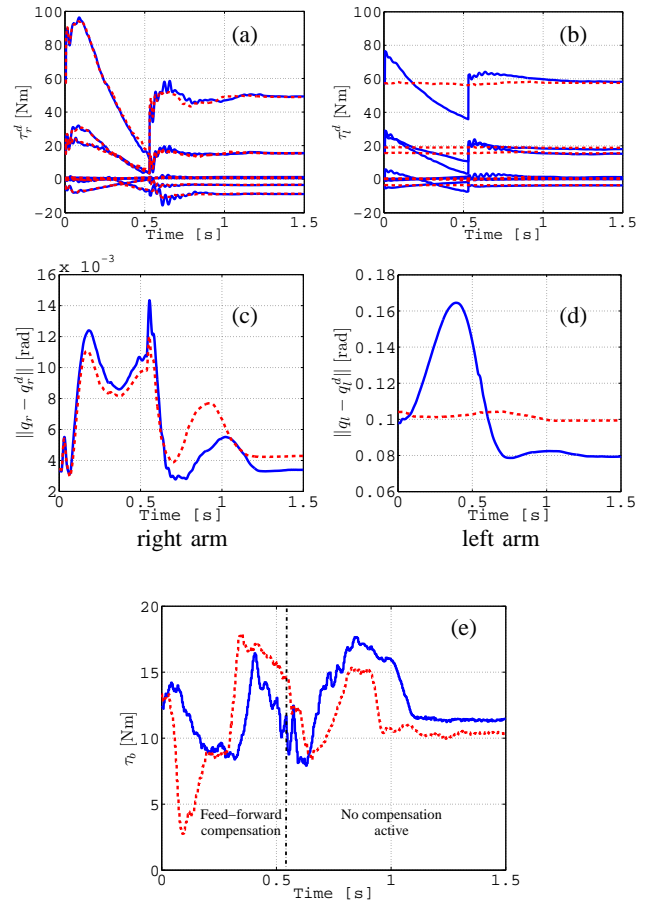 (a)
(b)
100
80
60
40
20
0
−20
τ_r^d [Nm]
0
0.5
1
1.5
Time [s]
100
80
60
40
20
0
−20
τ_l^d [Nm]
0
0.5
1
1.5
Time [s]
x 10⁻³
(c)
16
14
12
10
8
6
4
2
‖q_r − q_r^d‖ [rad]
0
0.5
1
1.5
Time [s]
right arm
(d)
0.18
0.16
0.14
0.12
0.1
0.08
0.06
‖q_l − q_l^d‖ [rad]
0
0.5
1
1.5
Time [s]
left arm
(e)
20
15
10
5
0
τ_b [Nm]
Feed−forward
compensation
No compensation
active
0
0.5
1
1.5
Time [s]